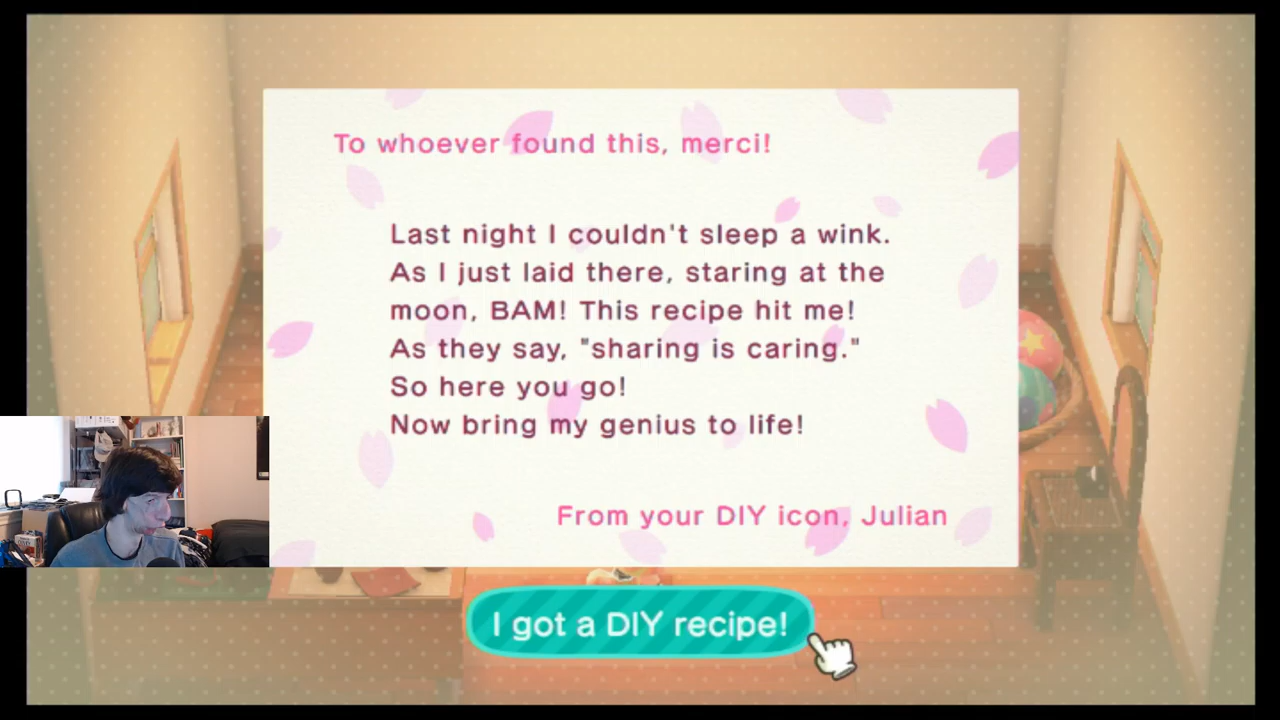 To whoever found this, merci!
Last night I couldn't sleep a wink.
As I just laid there, staring at the
moon, BAM! This recipe hit me!
As they say, "sharing is caring."
So here you go!
Now bring my genius to life!
From your DIY icon, Julian
I got a DIY recipe!